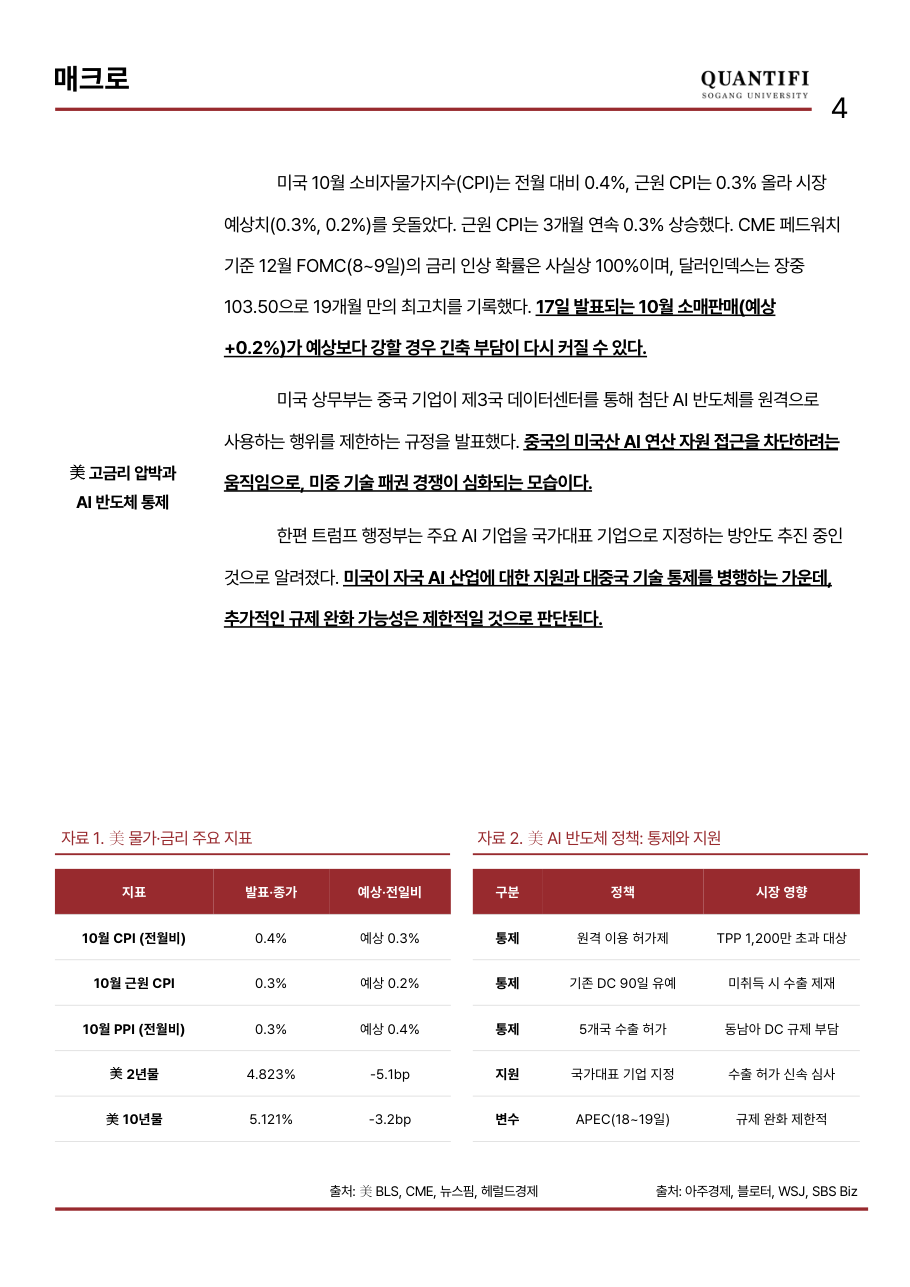 매크로
QUANTIFI
SOGANG UNIVERSITY
4
미국 10월 소비자물가지수(CPI)는 전월 대비 0.4%, 근원 CPI는 0.3% 올라 시장
예상치(0.3%, 0.2%)를 웃돌았다. 근원 CPI는 3개월 연속 0.3% 상승했다. CME 페드워치
기준 12월 FOMC(8~9일)의 금리 인상 확률은 사실상 100%이며, 달러인덱스는 장중
103.50으로 19개월 만의 최고치를 기록했다. 17일 발표되는 10월 소매판매(예상
+0.2%)가 예상보다 강할 경우 긴축 부담이 다시 커질 수 있다.
미국 상무부는 중국 기업이 제3국 데이터센터를 통해 첨단 AI 반도체를 원격으로
사용하는 행위를 제한하는 규정을 발표했다. 중국의 미국산 AI 연산 자원 접근을 차단하려는
움직임으로, 미중 기술 패권 경쟁이 심화되는 모습이다.
美 고금리 압박과
AI 반도체 통제
한편 트럼프 행정부는 주요 AI 기업을 국가대표 기업으로 지정하는 방안도 추진 중인
것으로 알려졌다. 미국이 자국 AI 산업에 대한 지원과 대중국 기술 통제를 병행하는 가운데,
추가적인 규제 완화 가능성은 제한적일 것으로 판단된다.
자료 1. 美 물가·금리 주요 지표
지표 발표·종가 예상·전일비
10월 CPI (전월비) 0.4% 예상 0.3%
10월 근원 CPI 0.3% 예상 0.2%
10월 PPI (전월비) 0.3% 예상 0.4%
美 2년물 4.823% -5.1bp
美 10년물 5.121% -3.2bp
출처: 美 BLS, CME, 뉴스핌, 헤럴드경제
자료 2. 美 AI 반도체 정책: 통제와 지원
구분 정책 시장 영향
통제 원격 이용 허가제 TPP 1,200만 초과 대상
통제 기존 DC 90일 유예 미취득 시 수출 제재
통제 5개국 수출 허가 동남아 DC 규제 부담
지원 국가대표 기업 지정 수출 허가 신속 심사
변수 APEC(18~19일) 규제 완화 제한적
출처: 아주경제, 블로터, WSJ, SBS Biz